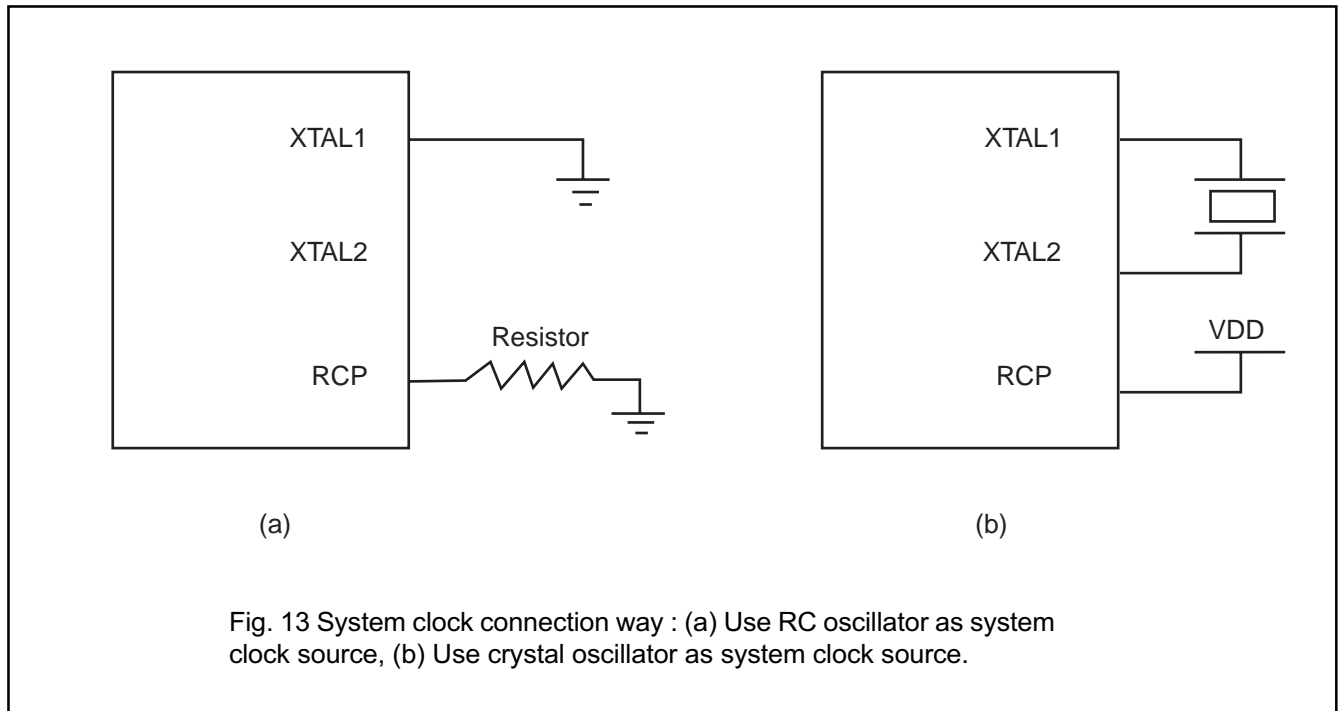 XTAL1
XTAL2
Resistor
RCP
(a)
XTAL1
XTAL2
VDD
RCP
(b)
Fig. 13 System clock connection way : (a) Use RC oscillator as system
clock source, (b) Use crystal oscillator as system clock source.